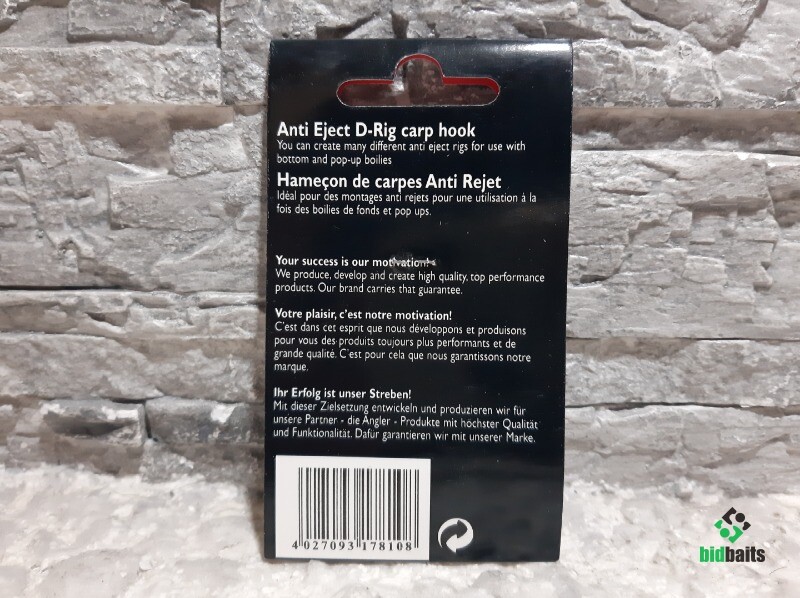 Anti Eject D-Rig carp hook
You can create many different anti eject rigs for use with
bottom and pop-up boilies
Hameçon de carpes Anti Rejet
Idéal pour des montages anti rejets pour une utilisation à la
fois des boilies de fonds et pop ups.
Your success is our motivation!
We produce, develop and create high quality, top performance
products. Our brand carries that guarantee.
Votre plaisir, c'est notre motivation!
C'est dans cet esprit que nous développons et produisons
pour vous des produits toujours plus performants et de
grande qualité. C'est pour cela que nous garantissons notre
marque.
Ihr Erfolg ist unser Streben!
Mit dieser Zielsetzung entwickeln und produzieren wir für
unsere Partner - die Angler - Produkte mit höchster Qualität
und Funktionalität. Dafür garantieren wir mit unserer Marke.
4 027093 178108
bidbaits